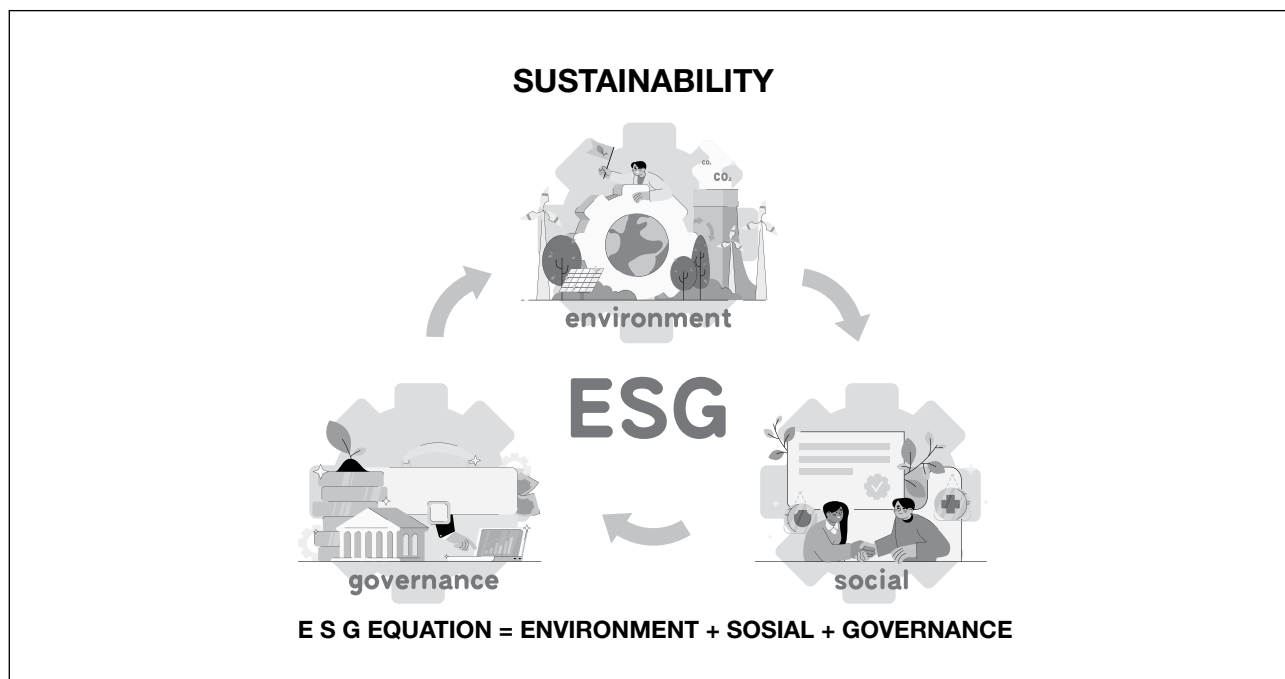 SUSTAINABILITY
CO₂
CO₂
environment
ESG
governance
social
E S G EQUATION = ENVIRONMENT + SOSIAL + GOVERNANCE